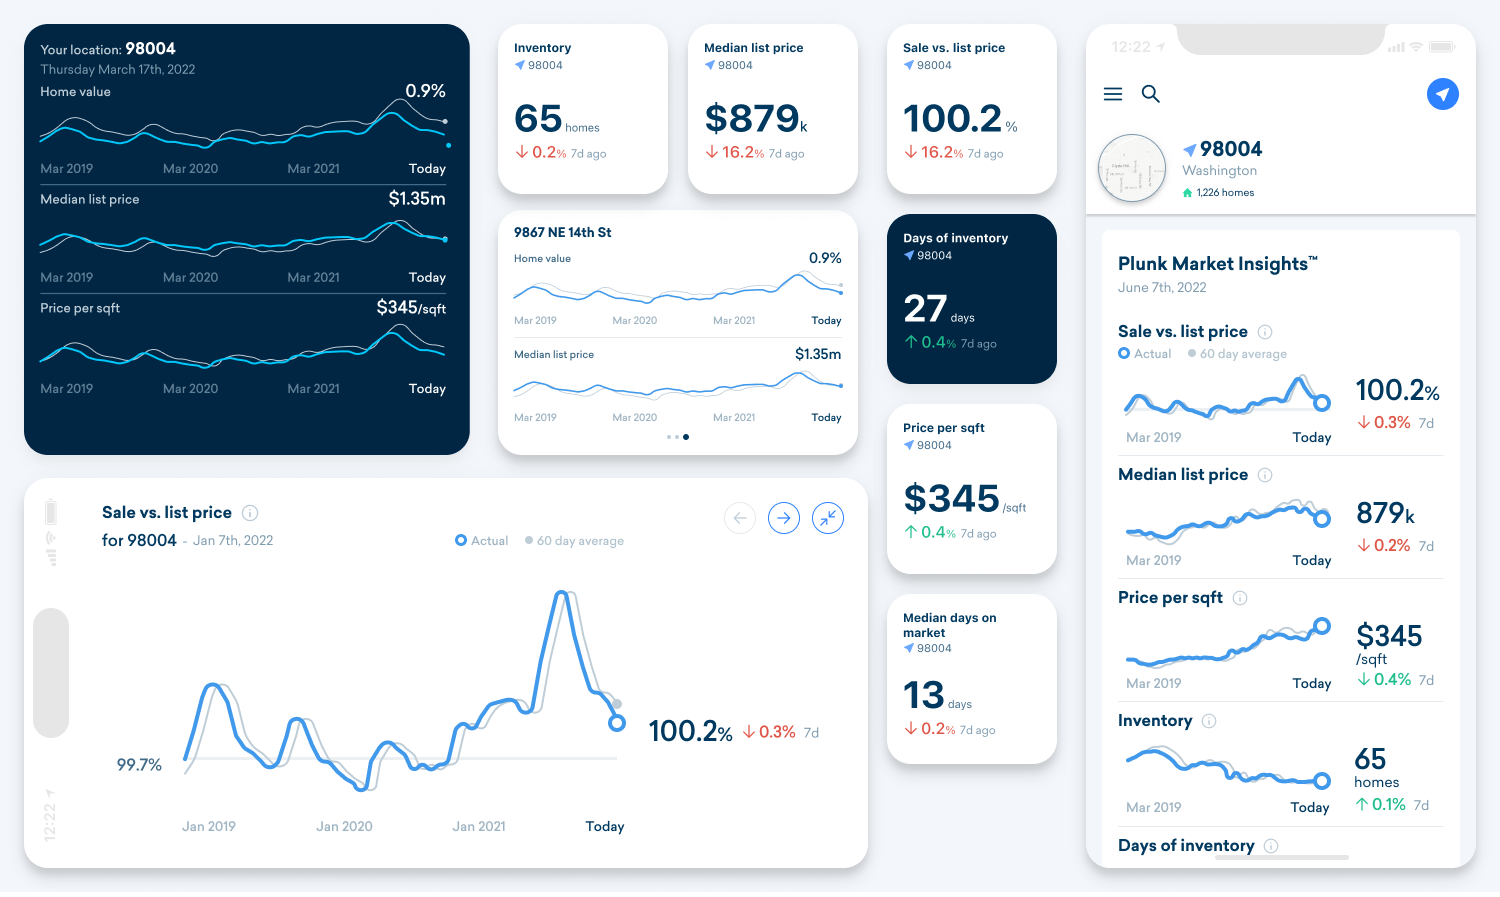 Your location: 98004
Thursday March 17th, 2022
Home value 0.9%
Mar 2019 Mar 2020 Mar 2021 Today
Median list price $1.35m
Mar 2019 Mar 2020 Mar 2021 Today
Price per sqft $345/sqft
Mar 2019 Mar 2020 Mar 2021 Today
Inventory
98004
65 homes
0.2% 7d ago
Median list price
98004
$879k
16.2% 7d ago
Sale vs. list price
98004
100.2 %
16.2% 7d ago
9867 NE 14th St
Home value 0.9%
Mar 2019 Mar 2020 Mar 2021 Today
Median list price $1.35m
Mar 2019 Mar 2020 Mar 2021 Today
Days of inventory
98004
27 days
0.4% 7d ago
Price per sqft
98004
$345 /sqft
0.4% 7d ago
Median days on
market
98004
13 days
0.2% 7d ago
Sale vs. list price
for 98004 - Jan 7th, 2022
Actual 60 day average
100.2% 0.3% 7d
99.7%
Jan 2019 Jan 2020 Jan 2021 Today
12:22
12:22
98004
Washington
1,226 homes
Plunk Market Insights™
June 7th, 2022
Sale vs. list price
Actual 60 day average
100.2%
0.3% 7d
Mar 2019 Today
Median list price
879k
0.2% 7d
Mar 2019 Today
Price per sqft
$345
/sqft
0.4% 7d
Mar 2019 Today
Inventory
65
homes
0.1% 7d
Mar 2019 Today
Days of inventory